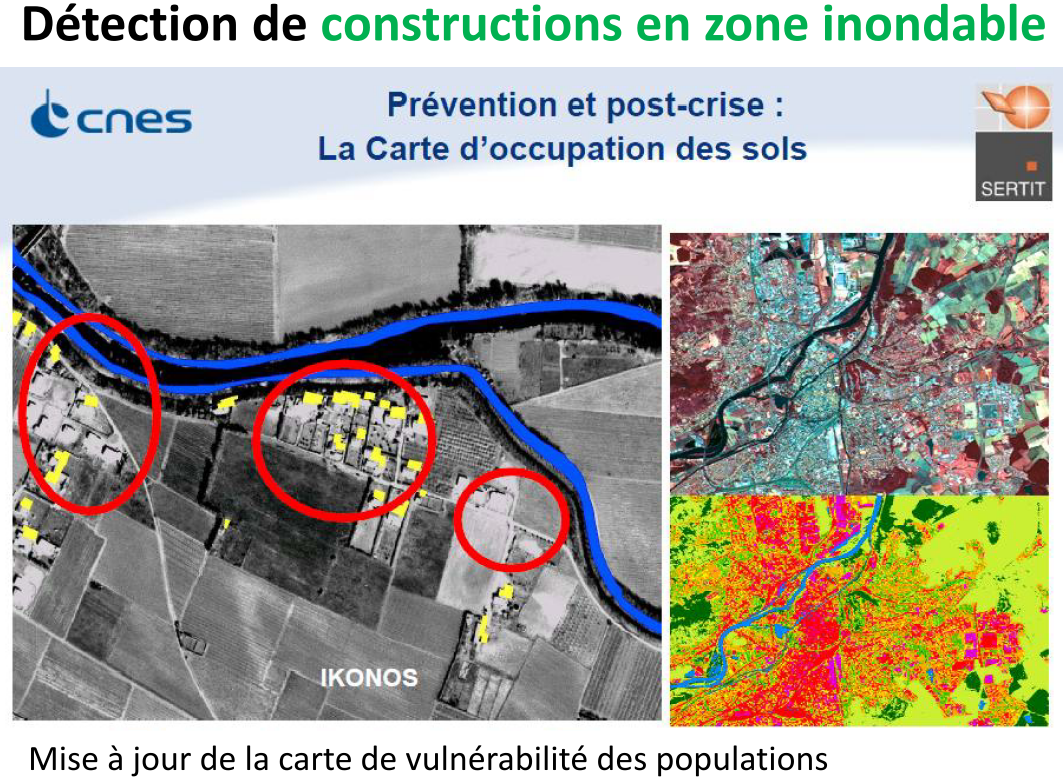 Détection de constructions en zone inondable
cnes
Prévention et post-crise :
La Carte d'occupation des sols
SERTIT
IKONOS
Mise à jour de la carte de vulnérabilité des populations